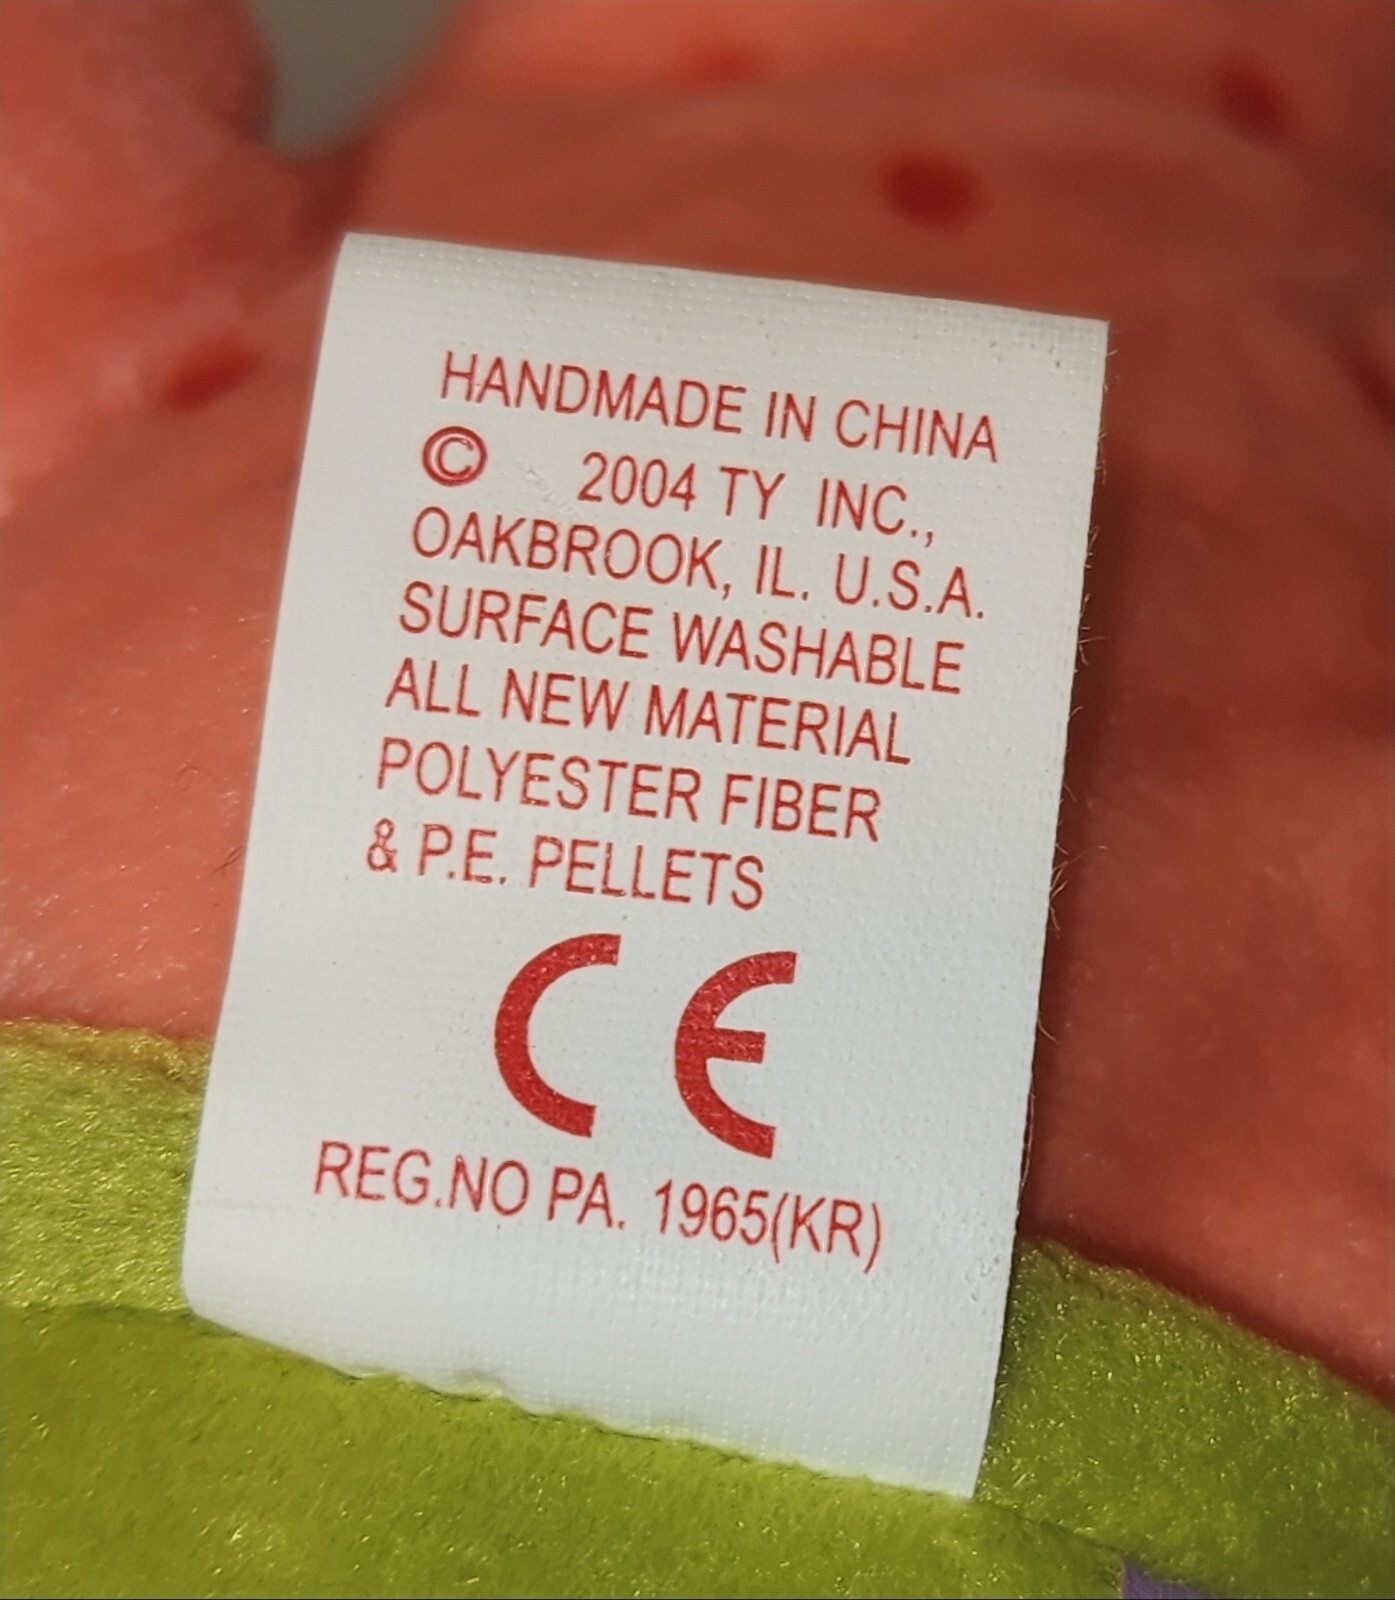 HANDMADE IN CHINA
© 2004 TY INC.,
OAKBROOK, IL. U.S.A.
SURFACE WASHABLE
ALL NEW MATERIAL
POLYESTER FIBER
& P.E. PELLETS
CE
REG.NO PA. 1965(KR)